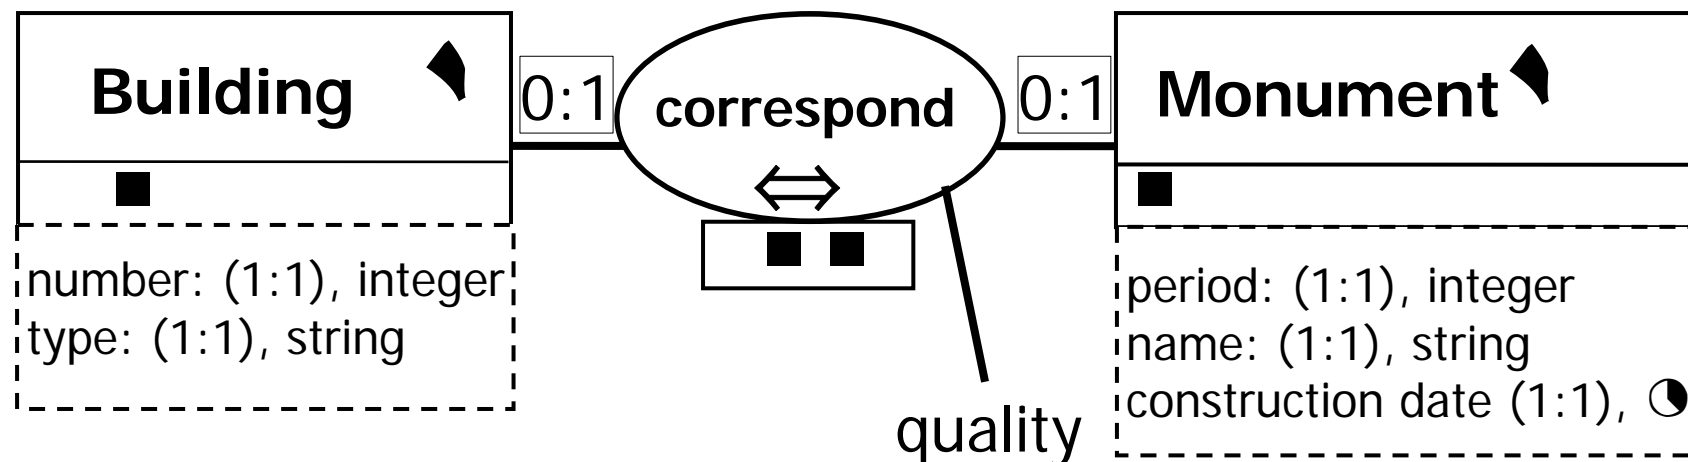 Building
0:1
correspond
0:1
Monument
number: (1:1), integer
type: (1:1), string
quality
period: (1:1), integer
name: (1:1), string
construction date (1:1),